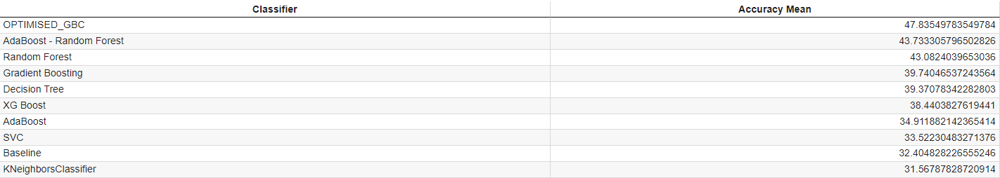 Classifier Accuracy Mean
OPTIMISED_GBC 47.83549783549784
AdaBoost - Random Forest 43.733305796502826
Random Forest 43.0824039653036
Gradient Boosting 39.74046537243564
Decision Tree 39.37078342282803
XG Boost 38.4403827619441
AdaBoost 34.911882142365414
SVC 33.52230483271376
Baseline 32.404828226555246
KNeighborsClassifier 31.56787828720914